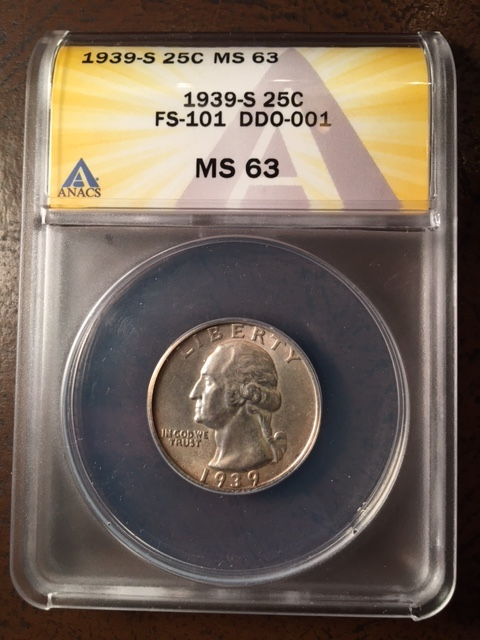 1939-S 25C MS 63
1939-S 25C
FS-101 DDO-001
MS 63
ANACS
LIBERTY
IN GOD WE
TRUST
1939